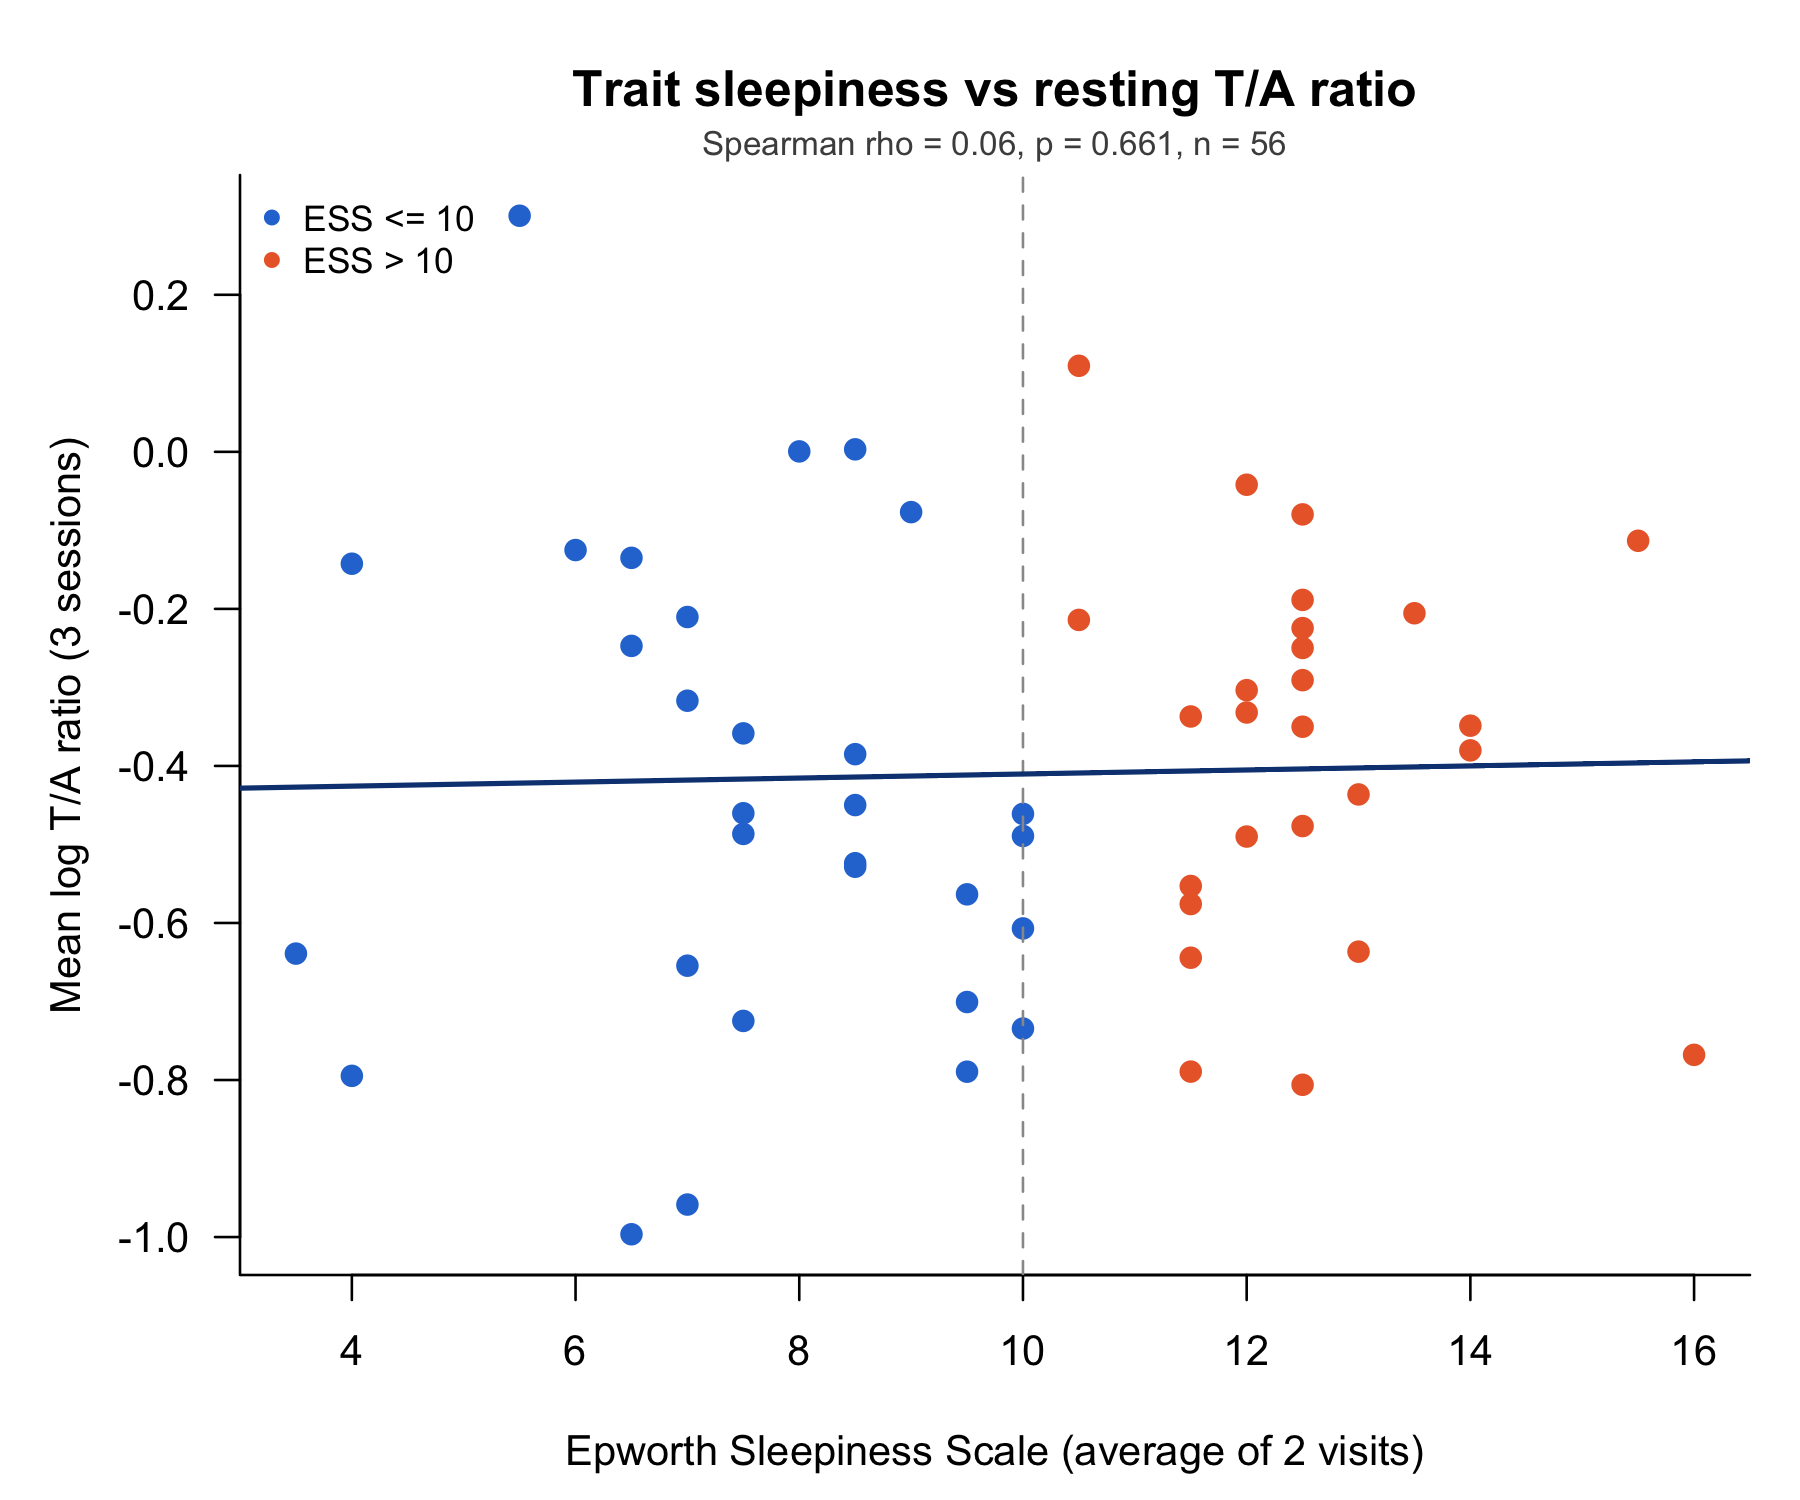 Trait sleepiness vs resting T/A ratio
Spearman rho = 0.06, p = 0.661, n = 56
ESS <= 10
ESS > 10
0.2
0.0
-0.2
-0.4
-0.6
-0.8
-1.0
Mean log T/A ratio (3 sessions)
4 6 8 10 12 14 16
Epworth Sleepiness Scale (average of 2 visits)